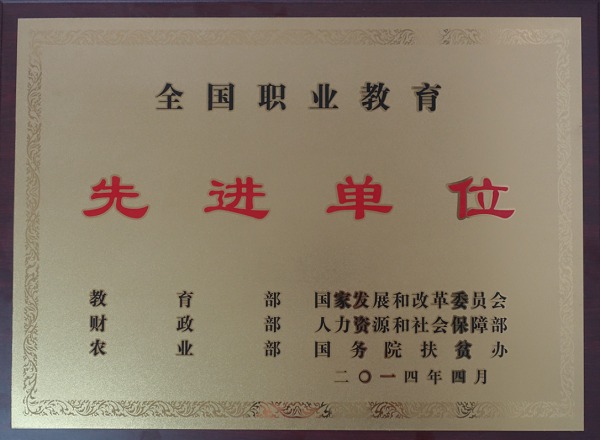 全国职业教育
先进单位
教育部 国家发展和改革委员会
财政部 人力资源和社会保障部
农业部 国务院扶贫办
二〇一四年四月